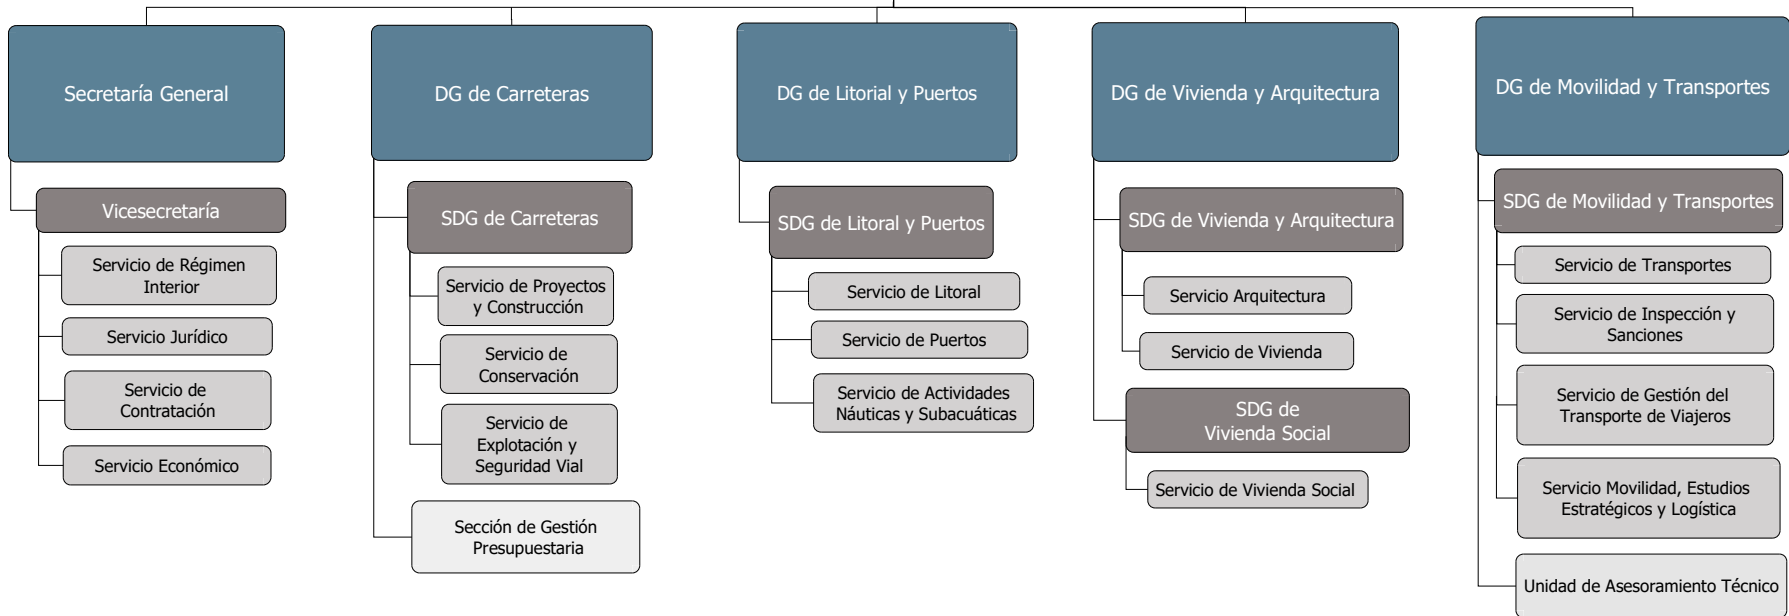 Secretaría General
Vicesecretaría
Servicio de Régimen
Interior
Servicio Jurídico
Servicio de
Contratación
Servicio Económico
DG de Carreteras
SDG de Carreteras
Servicio de Proyectos
y Construcción
Servicio de
Conservación
Servicio de
Explotación y
Seguridad Vial
Sección de Gestión
Presupuestaria
DG de Litorial y Puertos
SDG de Litoral y Puertos
Servicio de Litoral
Servicio de Puertos
Servicio de Actividades
Náuticas y Subacuáticas
DG de Vivienda y Arquitectura
SDG de Vivienda y Arquitectura
Servicio Arquitectura
Servicio de Vivienda
SDG de
Vivienda Social
Servicio de Vivienda Social
DG de Movilidad y Transportes
SDG de Movilidad y Transportes
Servicio de Transportes
Servicio de Inspección y
Sanciones
Servicio de Gestión del
Transporte de Viajeros
Servicio Movilidad, Estudios
Estratégicos y Logística
Unidad de Asesoramiento Técnico